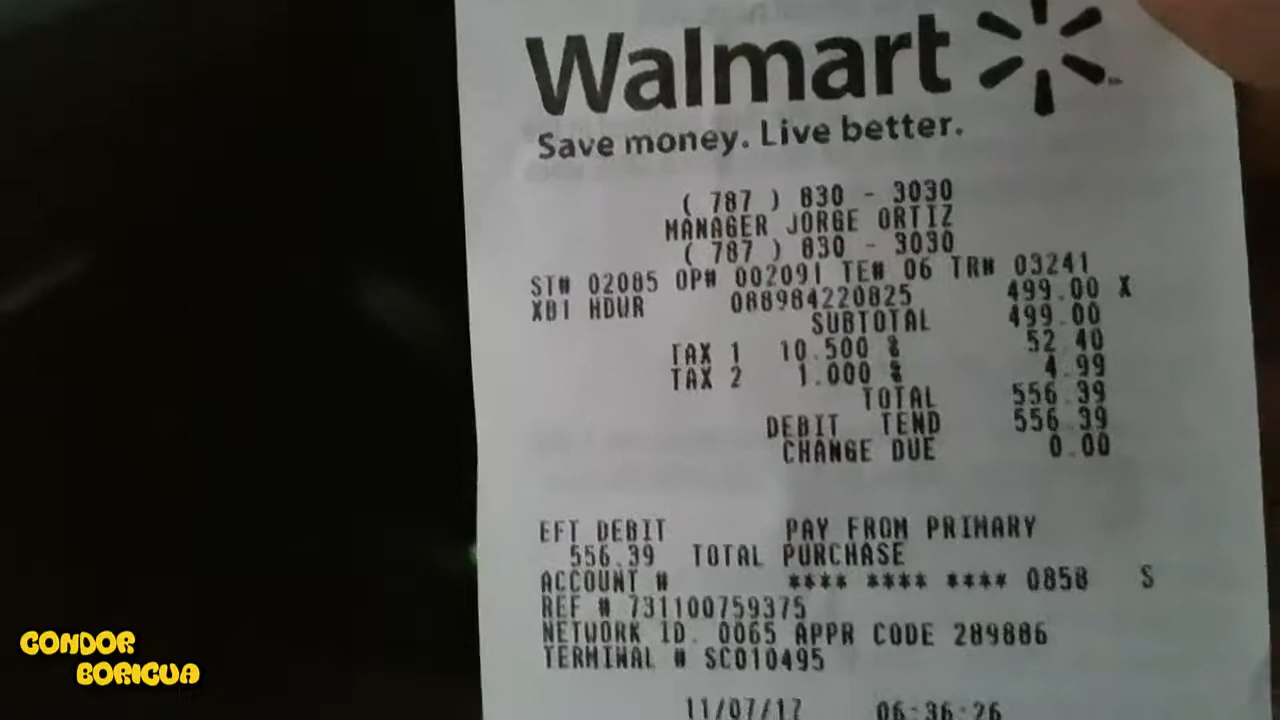 Walmart
Save money. Live better.
( 787 ) 830 - 3030
MANAGER JORGE ORTIZ
( 787 ) 830 - 3030
ST# 02085 OP# 002091 TE# 06 TR# 03241
XB1 HDWR 088984220825 499.00 X
SUBTOTAL 499.00
TAX 1 10.500 % 52.40
TAX 2 1.000 % 4.99
TOTAL 556.39
DEBIT TEND 556.39
CHANGE DUE 0.00
EFT DEBIT PAY FROM PRIMARY
556.39 TOTAL PURCHASE
ACCOUNT # **** **** **** 0858 S
REF # 731100759375
NETWORK ID. 0065 APPR CODE 289886
TERMINAL # SC010495
11/07/17 06:36:26
CONDOR
BORIGUA